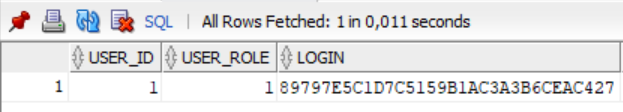 SQL | All Rows Fetched: 1 in 0,011 seconds
USER_ID USER_ROLE LOGIN
1 1 1 89797E5C1D7C5159B1AC3A3B6CEAC427